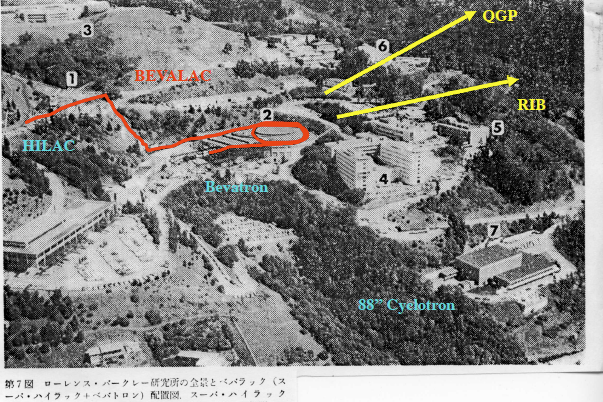 QGP
3
6
1
BEVALAC
RIB
2
5
HILAC
4
Bevatron
7
88” Cyclotron
第7図 ローレンス・バークレー研究所の全景とベバラック（ス
ーパ・ハイラック＋ベバトロン）配置図．スーパ・ハイラック